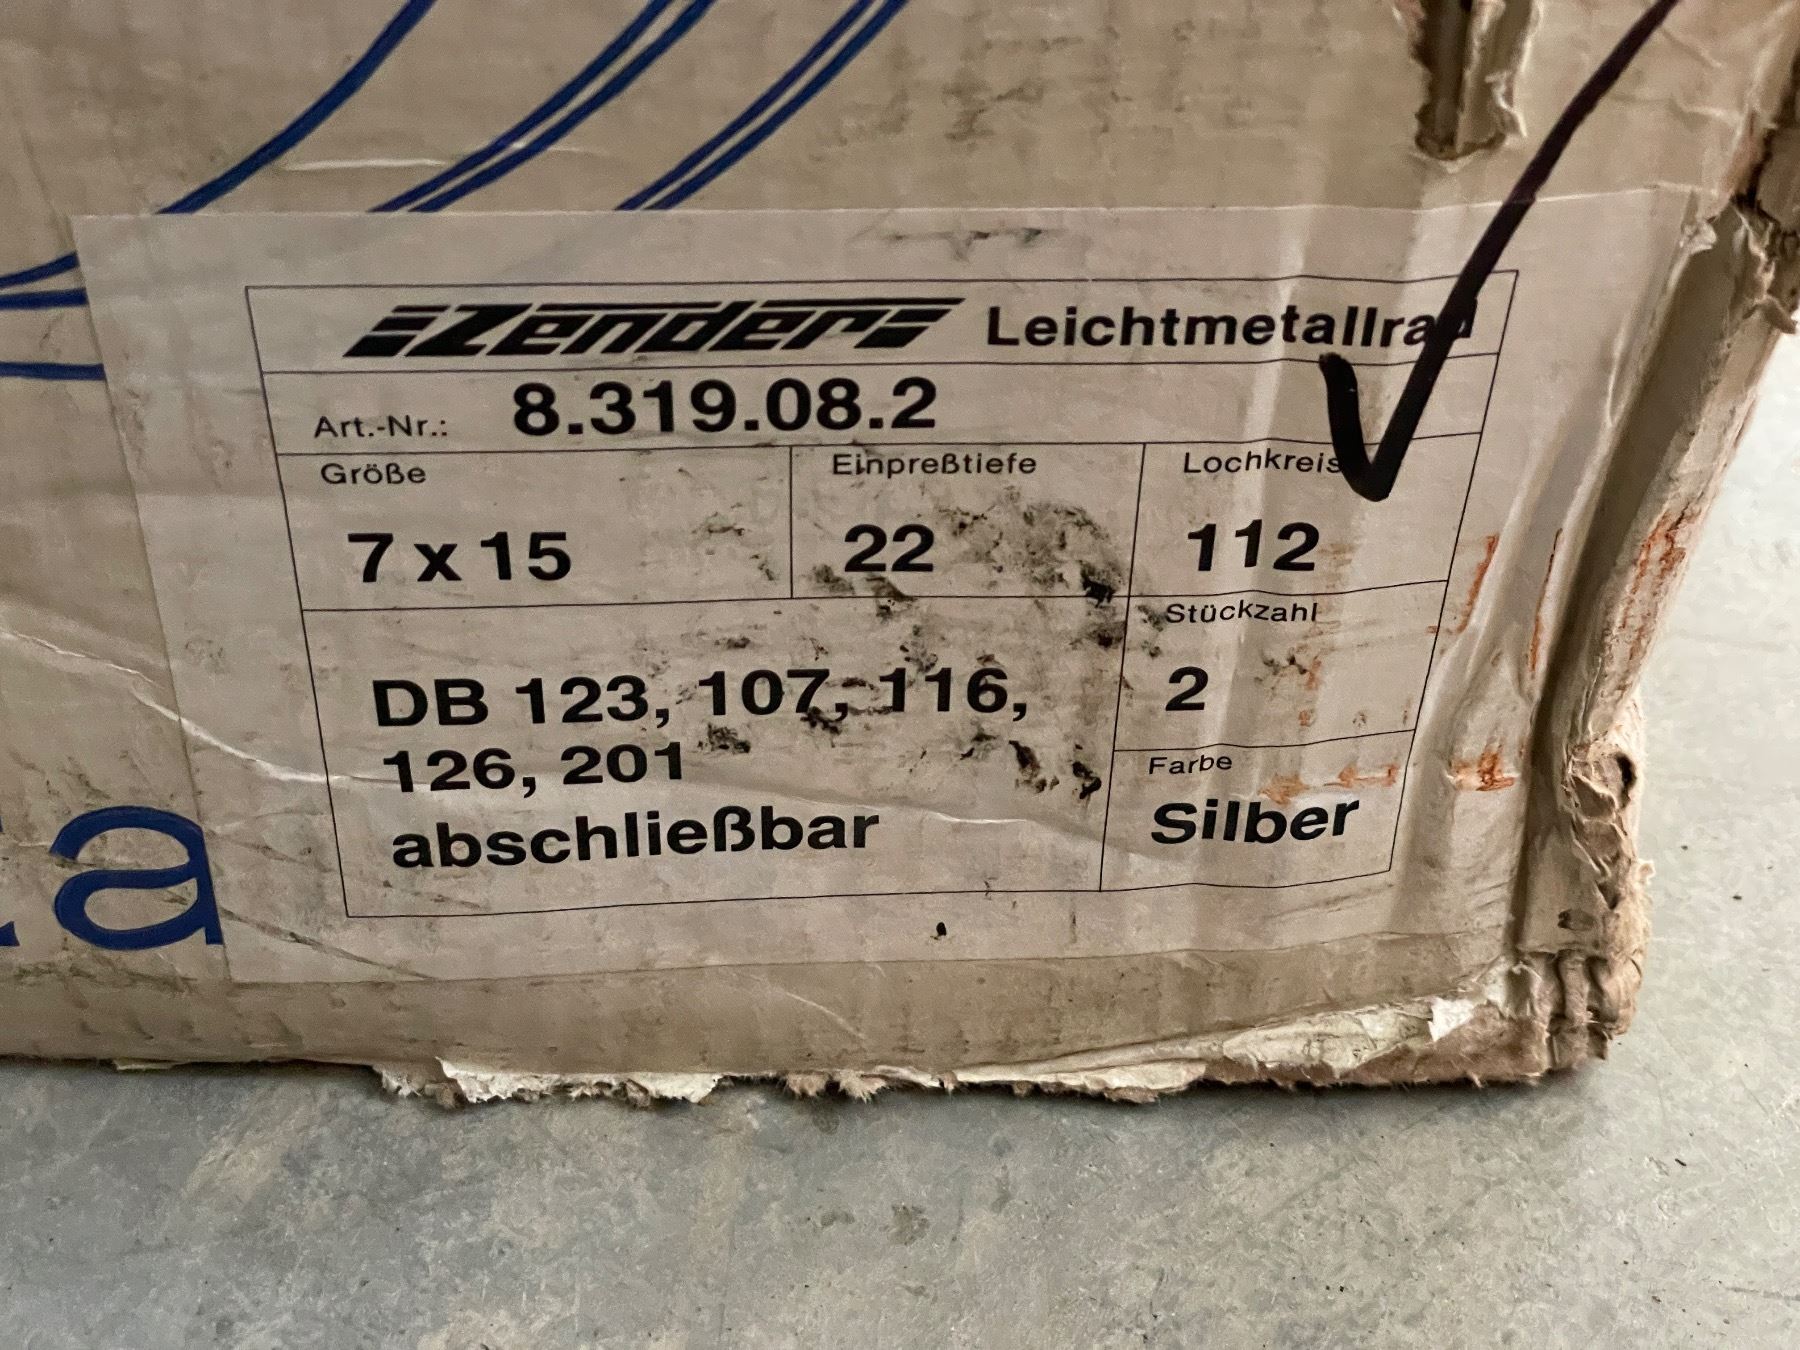 Zender Leichtmetallrad
Art.-Nr.: 8.319.08.2
Größe Einpreßtiefe Lochkreis
7 x 15 22 112
Stückzahl
DB 123, 107, 116, 2
126, 201
Farbe
abschließbar Silber
a